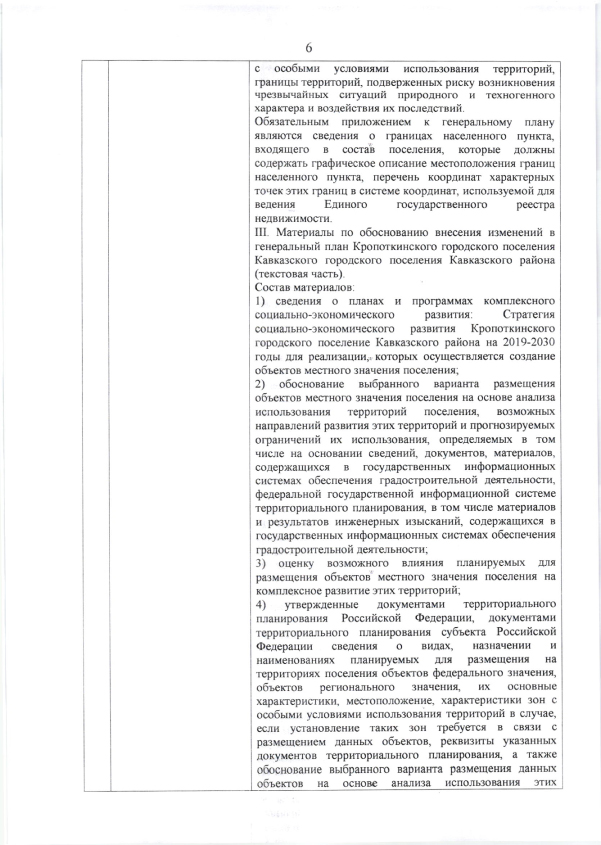 6
с особыми условиями использования территорий,
границы территорий, подверженных риску возникновения
чрезвычайных ситуаций природного и техногенного
характера и воздействия их последствий.
Обязательным приложением к генеральному плану
являются сведения о границах населенного пункта,
входящего в состав поселения, которые должны
содержать графическое описание местоположения границ
населенного пункта, перечень координат характерных
точек этих границ в системе координат, используемой для
ведения Единого государственного реестра
недвижимости.
III. Материалы по обоснованию внесения изменений в
генеральный план Кропоткинского городского поселения
Кавказского городского поселения Кавказского района
(текстовая часть).
Состав материалов:
1) сведения о планах и программах комплексного
социально-экономического развития: Стратегия
социально-экономического развития Кропоткинского
городского поселение Кавказского района на 2019-2030
годы для реализации, которых осуществляется создание
объектов местного значения поселения;
2) обоснование выбранного варианта размещения
объектов местного значения поселения на основе анализа
использования территорий поселения, возможных
направлений развития этих территорий и прогнозируемых
ограничений их использования, определяемых в том
числе на основании сведений, документов, материалов,
содержащихся в государственных информационных
системах обеспечения градостроительной деятельности,
федеральной государственной информационной системе
территориального планирования, в том числе материалов
и результатов инженерных изысканий, содержащихся в
государственных информационных системах обеспечения
градостроительной деятельности;
3) оценку возможного влияния планируемых для
размещения объектов местного значения поселения на
комплексное развитие этих территорий;
4) утвержденные документами территориального
планирования Российской Федерации, документами
территориального планирования субъекта Российской
Федерации сведения о видах, назначении и
наименованиях планируемых для размещения на
территориях поселения объектов федерального значения,
объектов регионального значения, их основные
характеристики, местоположение, характеристики зон с
особыми условиями использования территорий в случае,
если установление таких зон требуется в связи с
размещением данных объектов, реквизиты указанных
документов территориального планирования, а также
обоснование выбранного варианта размещения данных
объектов на основе анализа использования этих